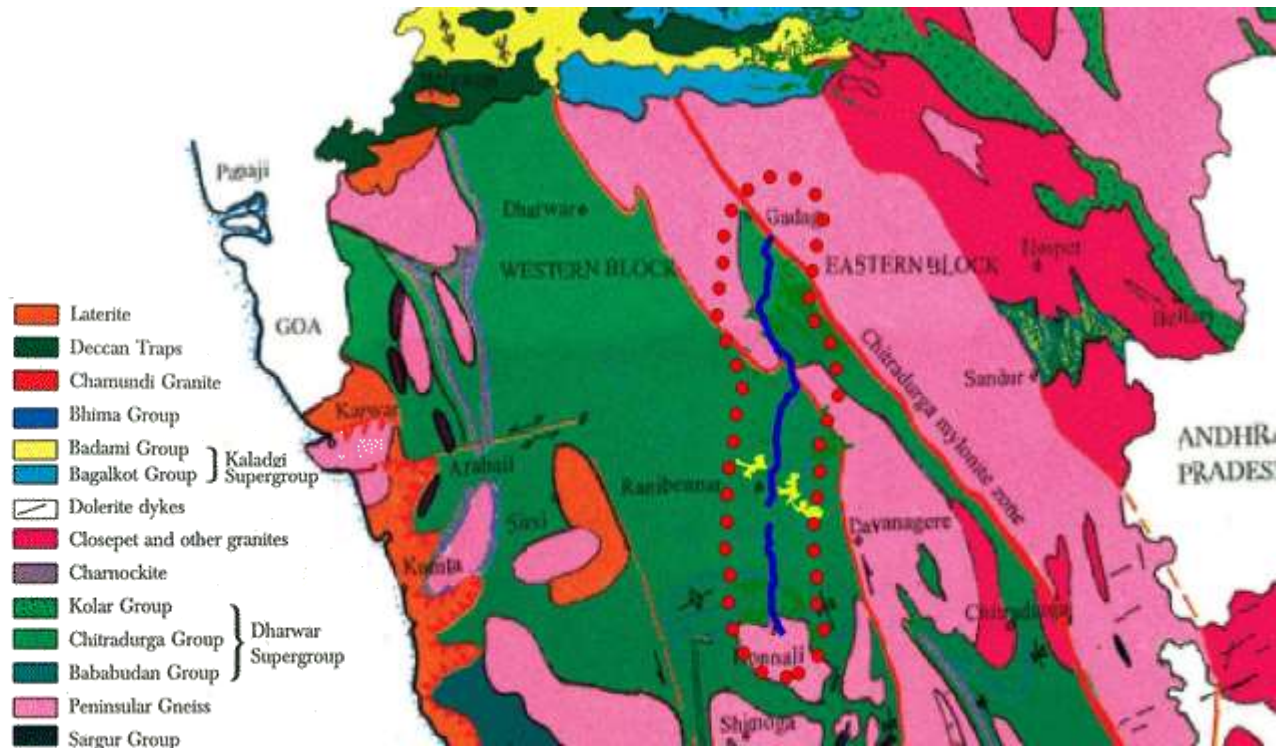 Panaji
Dharwar
Gadag
WESTERN BLOCK
EASTERN BLOCK
Hospet
Bellary
GOA
Sandur
Chitradurga mylonite zone
Karwar
ANDHRA
PRADES
Arabail
Ranibennur
Sirsi
Davanagere
Kumta
Chitradurga
Honnali
Shimoga
Laterite
Deccan Traps
Chamundi Granite
Bhima Group
Badami Group
Bagalkot Group
Kaladgi
Supergroup
Dolerite dykes
Closepet and other granites
Charnockite
Kolar Group
Chitradurga Group
Bababudan Group
Dharwar
Supergroup
Peninsular Gneiss
Sargur Group